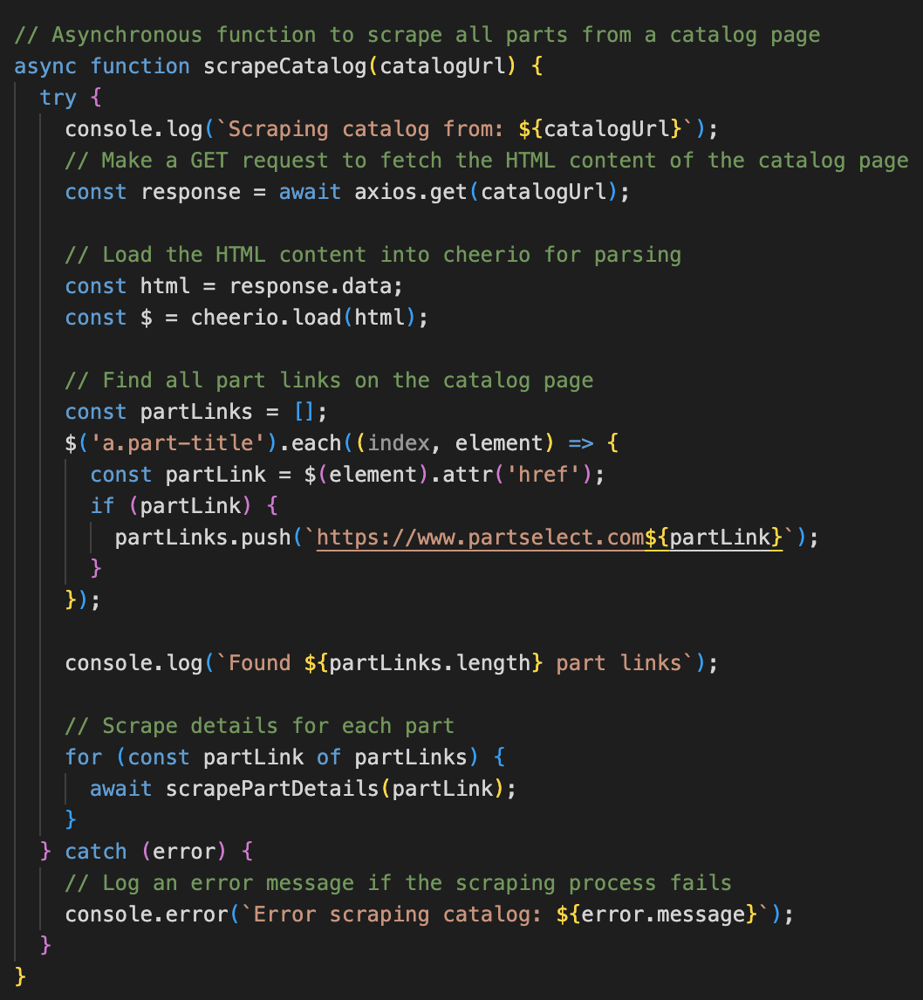 // Asynchronous function to scrape all parts from a catalog page
async function scrapeCatalog(catalogUrl) {
  try {
    console.log(`Scraping catalog from: ${catalogUrl}`);
    // Make a GET request to fetch the HTML content of the catalog page
    const response = await axios.get(catalogUrl);

    // Load the HTML content into cheerio for parsing
    const html = response.data;
    const $ = cheerio.load(html);

    // Find all part links on the catalog page
    const partLinks = [];
    $('a.part-title').each((index, element) => {
      const partLink = $(element).attr('href');
      if (partLink) {
        partLinks.push(`https://www.partselect.com${partLink}`);
      }
    });

    console.log(`Found ${partLinks.length} part links`);

    // Scrape details for each part
    for (const partLink of partLinks) {
      await scrapePartDetails(partLink);
    }
  } catch (error) {
    // Log an error message if the scraping process fails
    console.error(`Error scraping catalog: ${error.message}`);
  }
}